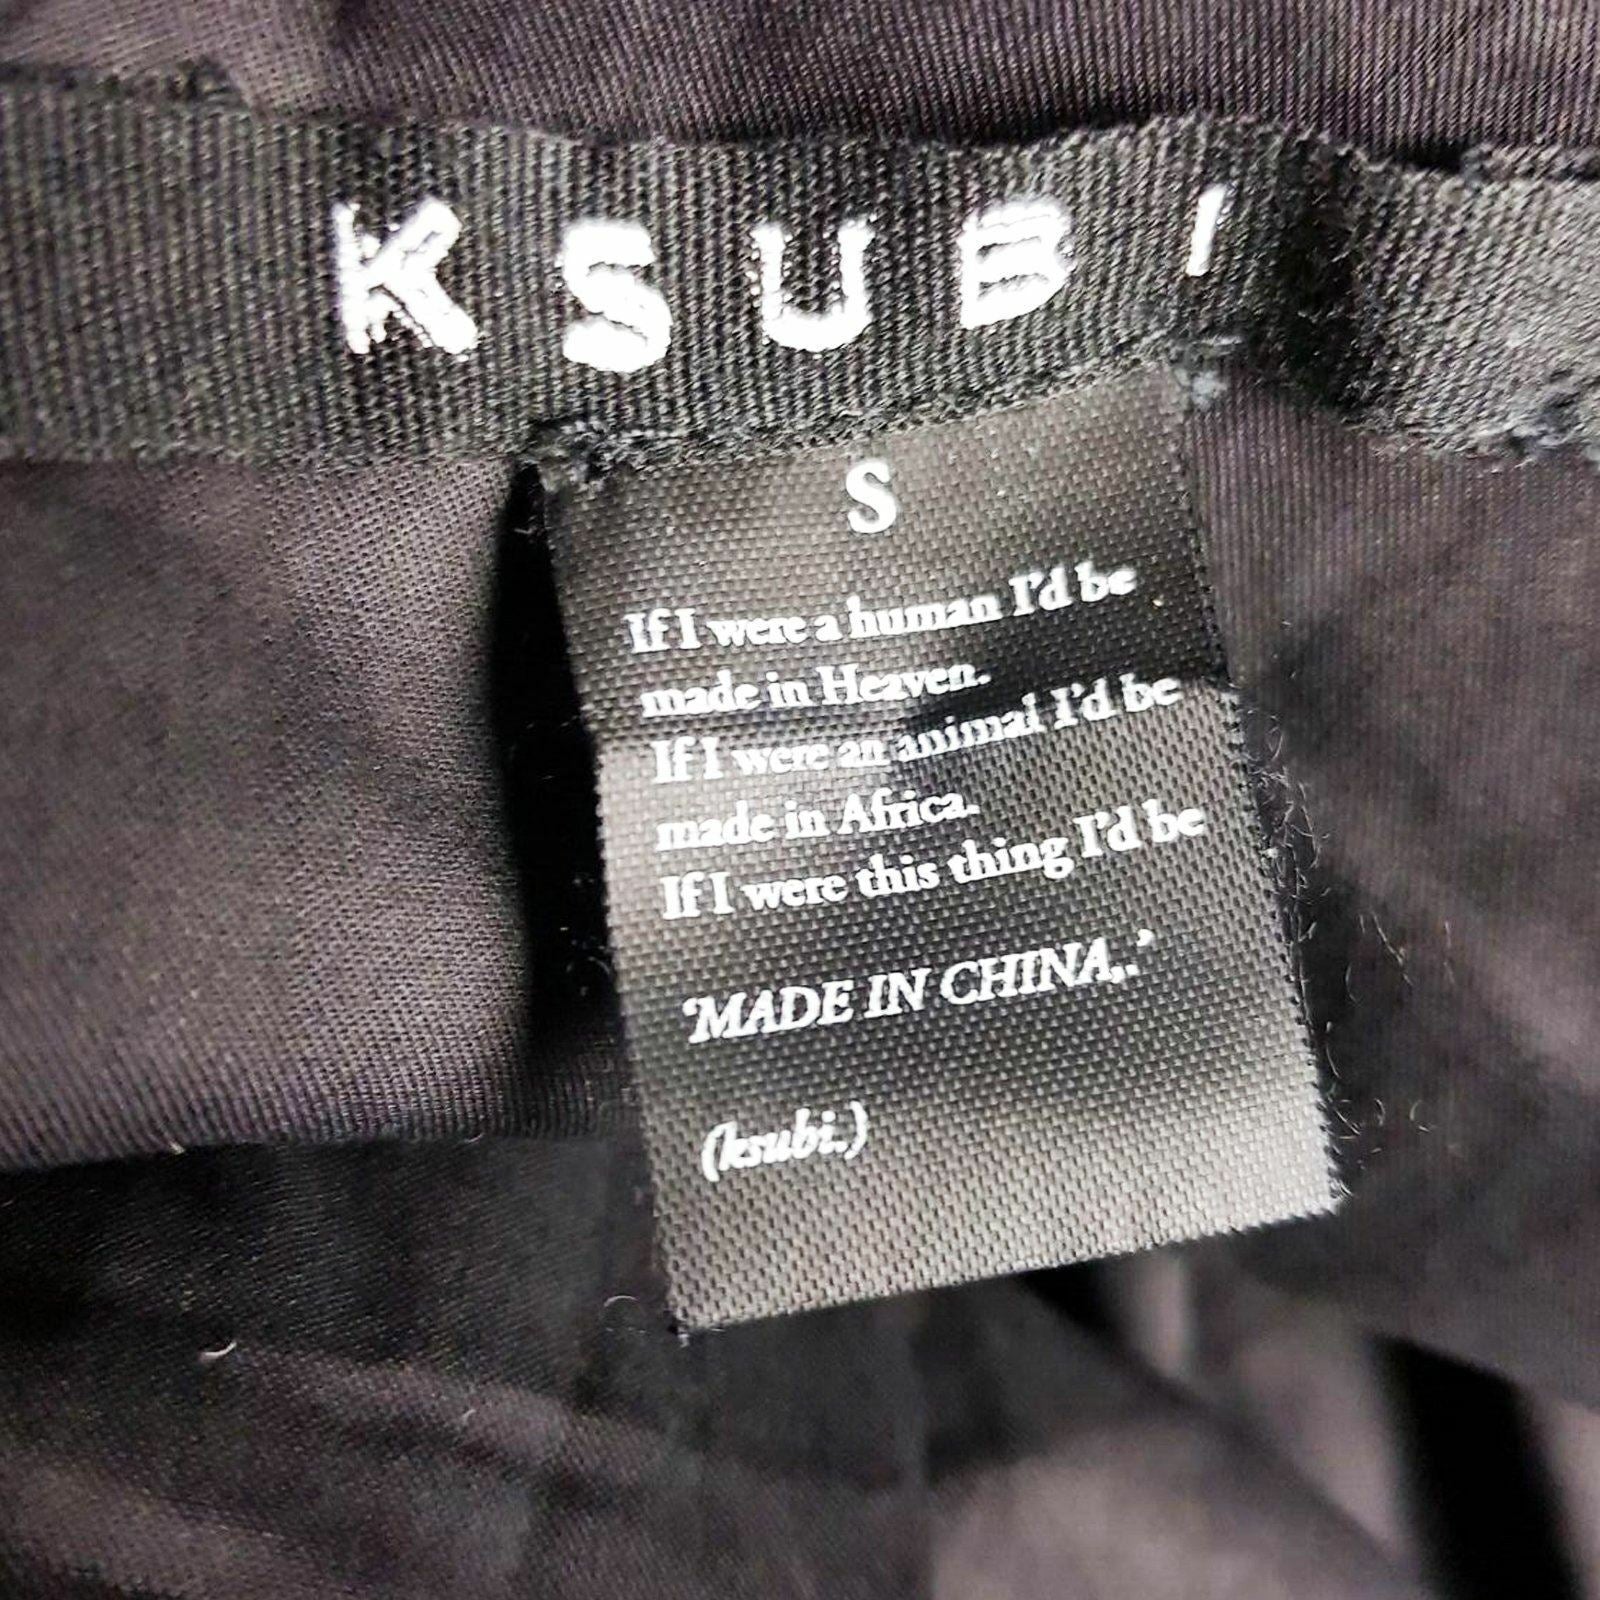 KSUBI
S
If I were a human I'd be
made in Heaven.
If I were an animal I'd be
made in Africa.
If I were this thing I'd be
'MADE IN CHINA,.'
(ksubi.)